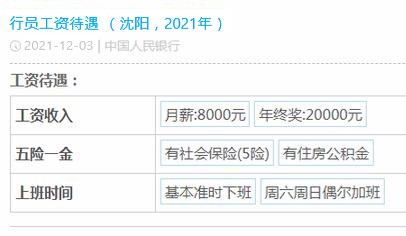 行员工资待遇 （ 沈阳，2021年 ）
2021-12-03 | 中国人民银行
工资待遇：
工资收入 月薪:8000元 年终奖:20000元
五险一金 有社会保险(5险) 有住房公积金
上班时间 基本准时下班 周六周日偶尔加班